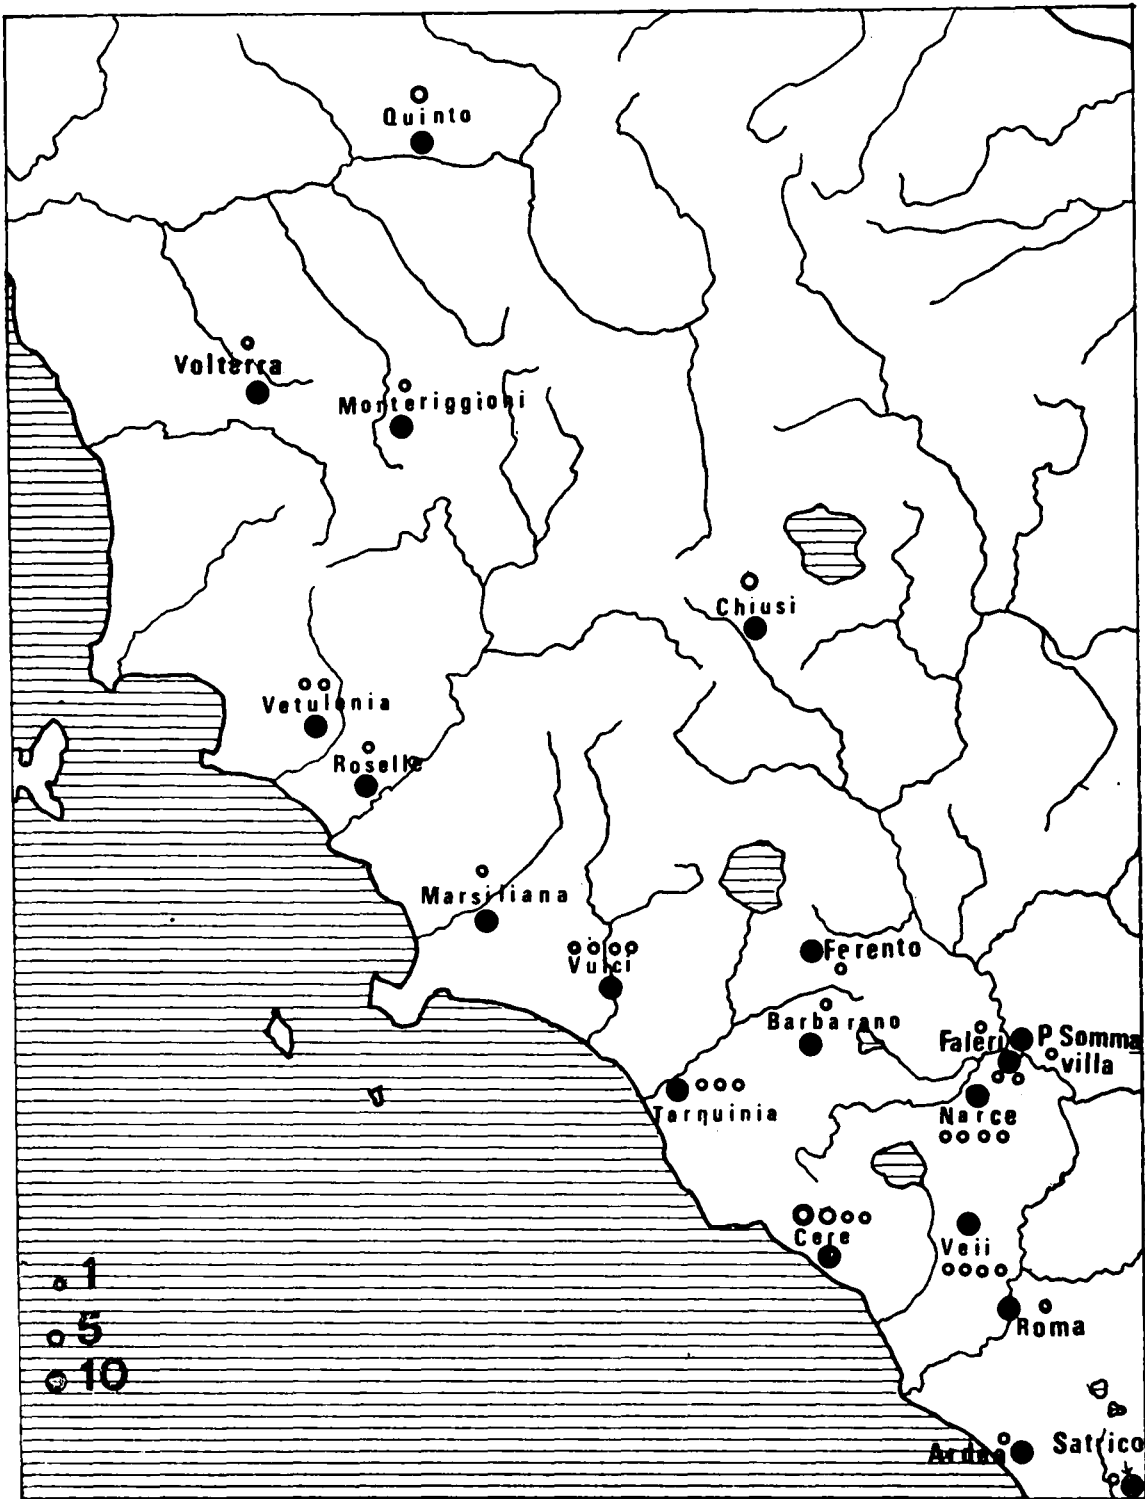 Quinto
Volterra
Monteriggioni
Chiusi
Vetulonia
Roselle
Marsiliana
Vulci
Ferento
Barbarano
Faleri
P Somma
villa
Tarquinia
Narce
Cere
Veii
1
5
10
Roma
Ardea
Satrico